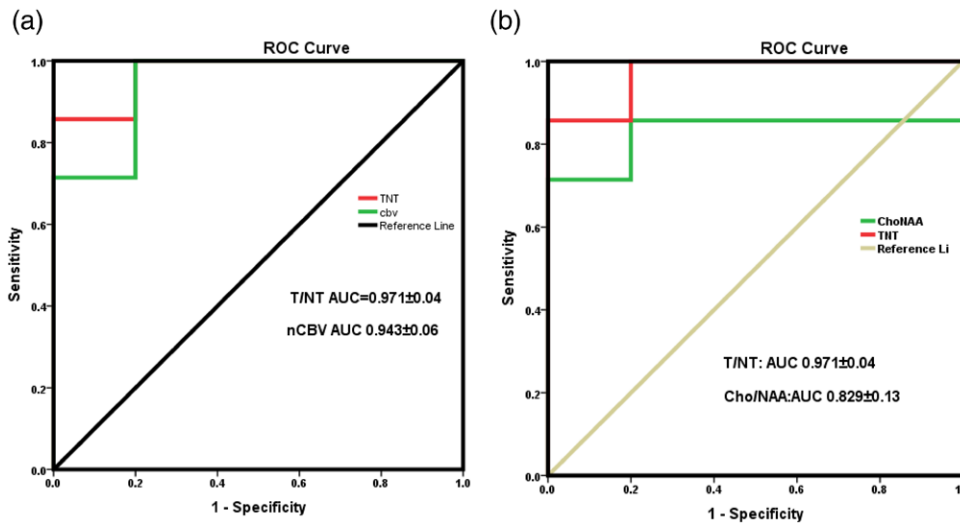 (a)
ROC Curve
1.0
0.8
0.6
0.4
0.2
0.0
Sensitivity
TNT
cbv
Reference Line
T/NT AUC=0.971±0.04
nCBV AUC 0.943±0.06
0.0 0.2 0.4 0.6 0.8 1.0
1 - Specificity
(b)
ROC Curve
1.0
0.8
0.6
0.4
0.2
0.0
Sensitivity
ChoNAA
TNT
Reference Li
T/NT: AUC 0.971±0.04
Cho/NAA:AUC 0.829±0.13
0.0 0.2 0.4 0.6 0.8 1
1 - Specificity